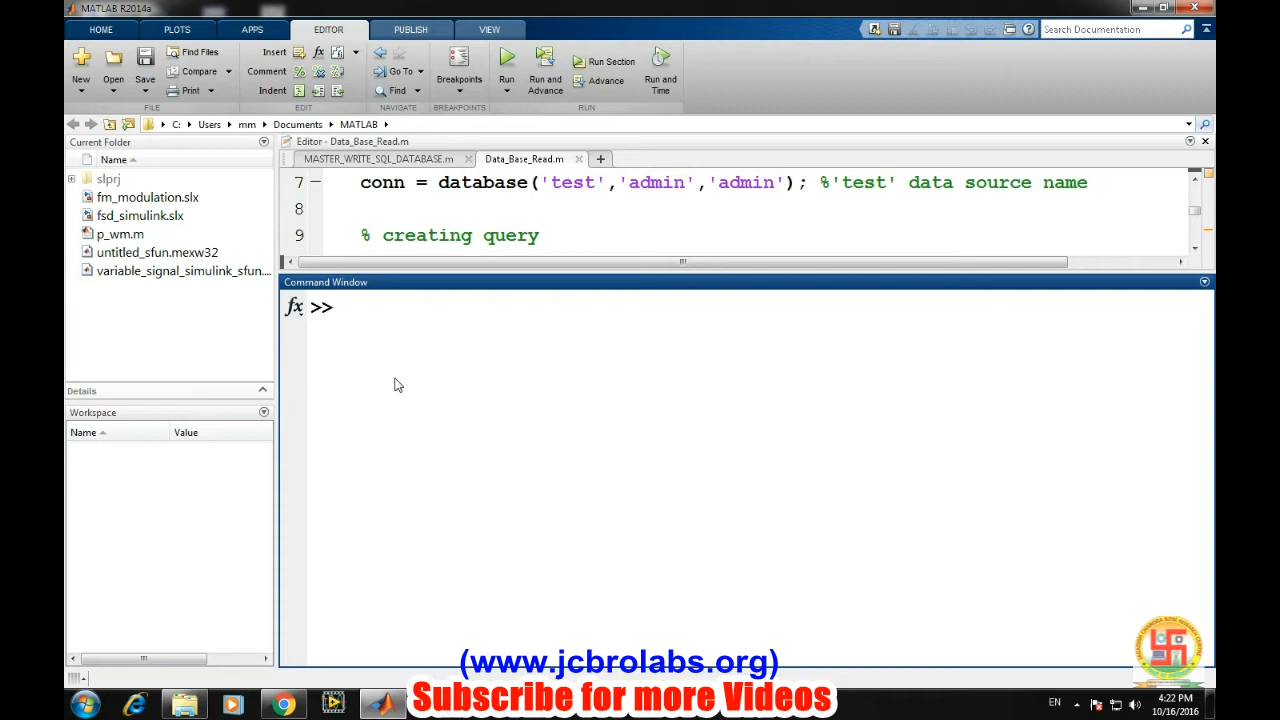 MATLAB R2014a
HOME PLOTS APPS EDITOR PUBLISH VIEW
Search Documentation
New Open Save
Find Files
Compare
Print
Insert
Comment
Indent
fx
Go To
Find
Breakpoints
Run Run and Advance
Run Section
Advance
Run and Time
FILE EDIT NAVIGATE BREAKPOINTS RUN
C: Users mm Documents MATLAB
Current Folder
Name
slprj
fm_modulation.slx
fsd_simulink.slx
p_wm.m
untitled_sfun.mexw32
variable_signal_simulink_sfun....
Details
Workspace
Name Value
Editor - Data_Base_Read.m
MASTER_WRITE_SQL_DATABASE.m Data_Base_Read.m
7 conn = database('test','admin','admin'); %'test' data source name
8
9 % creating query
Command Window
fx >>
(www.jcbrolabs.org)
Subscribe for more Videos
EN
4:22 PM
10/16/2016